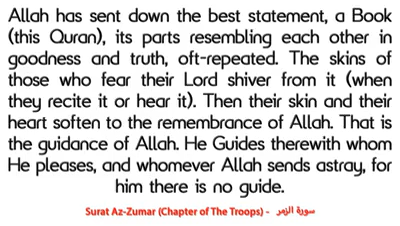 Allah has sent down the best statement, a Book
(this Quran), its parts resembling each other in
goodness and truth, oft-repeated. The skins of
those who fear their Lord shiver from it (when
they recite it or hear it). Then their skin and their
heart soften to the remembrance of Allah. That is
the guidance of Allah. He Guides therewith whom
He pleases, and whomever Allah sends astray, for
him there is no guide.
Surat Az-Zumar (Chapter of The Troops) - سورة الزمر